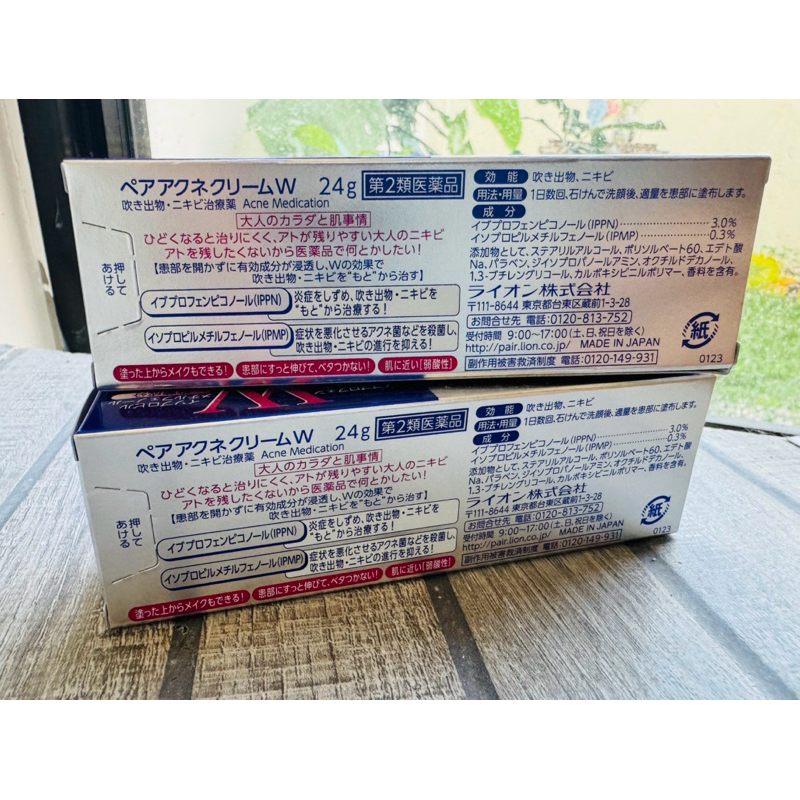 ペアアクネクリームW 24g 第2類医薬品
吹き出物・ニキビ治療薬 Acne Medication
大人のカラダと肌事情
ひどくなると治りにくく、アトが残りやすい大人のニキビ
アトを残したくないから医薬品で何とかしたい!
【患部を開かずに有効成分が浸透し、Wの効果で
吹き出物・ニキビを"もと"から治す】
イブプロフェンピコノール(IPPN)
炎症をしずめ、吹き出物・ニキビを
"もと"から治療する!
イソプロピルメチルフェノール(IPMP)
症状を悪化させるアクネ菌などを殺菌し、
吹き出物・ニキビの進行を抑える!
塗った上からメイクもできる! 患部にすっと伸びて、ベタつかない! 肌に近い[弱酸性]
押して
あける
効能 吹き出物、ニキビ
用法・用量 1日数回、石けんで洗顔後、適量を患部に塗布します。
成分
イブプロフェンピコノール(IPPN)……3.0%
イソプロピルメチルフェノール(IPMP)……0.3%
添加物として、ステアリルアルコール、ポリソルベート60、エデト酸
Na、パラベン、ジイソプロパノールアミン、オクチルドデカノール、
1,3-ブチレングリコール、カルボキシビニルポリマー、香料を含有。
ライオン株式会社
〒111-8644 東京都台東区蔵前1-3-28
お問合せ先 電話:0120-813-752
受付時間 9:00~17:00(土、日、祝日を除く)
http://pair.lion.co.jp/ MADE IN JAPAN
副作用被害救済制度 電話:0120-149-931
紙
0123
ペアアクネクリームW 24g 第2類医薬品
吹き出物・ニキビ治療薬 Acne Medication
大人のカラダと肌事情
ひどくなると治りにくく、アトが残りやすい大人のニキビ
アトを残したくないから医薬品で何とかしたい!
【患部を開かずに有効成分が浸透し、Wの効果で
吹き出物・ニキビを"もと"から治す】
イブプロフェンピコノール(IPPN)
炎症をしずめ、吹き出物・ニキビを
"もと"から治療する!
イソプロピルメチルフェノール(IPMP)
症状を悪化させるアクネ菌などを殺菌し、
吹き出物・ニキビの進行を抑える!
塗った上からメイクもできる! 患部にすっと伸びて、ベタつかない! 肌に近い[弱酸性]
押して
あける
効能 吹き出物、ニキビ
用法・用量 1日数回、石けんで洗顔後、適量を患部に塗布します。
成分
イブプロフェンピコノール(IPPN)……3.0%
イソプロピルメチルフェノール(IPMP)……0.3%
添加物として、ステアリルアルコール、ポリソルベート60、エデト酸
Na、パラベン、ジイソプロパノールアミン、オクチルドデカノール、
1,3-ブチレングリコール、カルボキシビニルポリマー、香料を含有。
ライオン株式会社
〒111-8644 東京都台東区蔵前1-3-28
お問合せ先 電話:0120-813-752
受付時間 9:00~17:00(土、日、祝日を除く)
http://pair.lion.co.jp/ MADE IN JAPAN
副作用被害救済制度 電話:0120-149-931
紙
0123